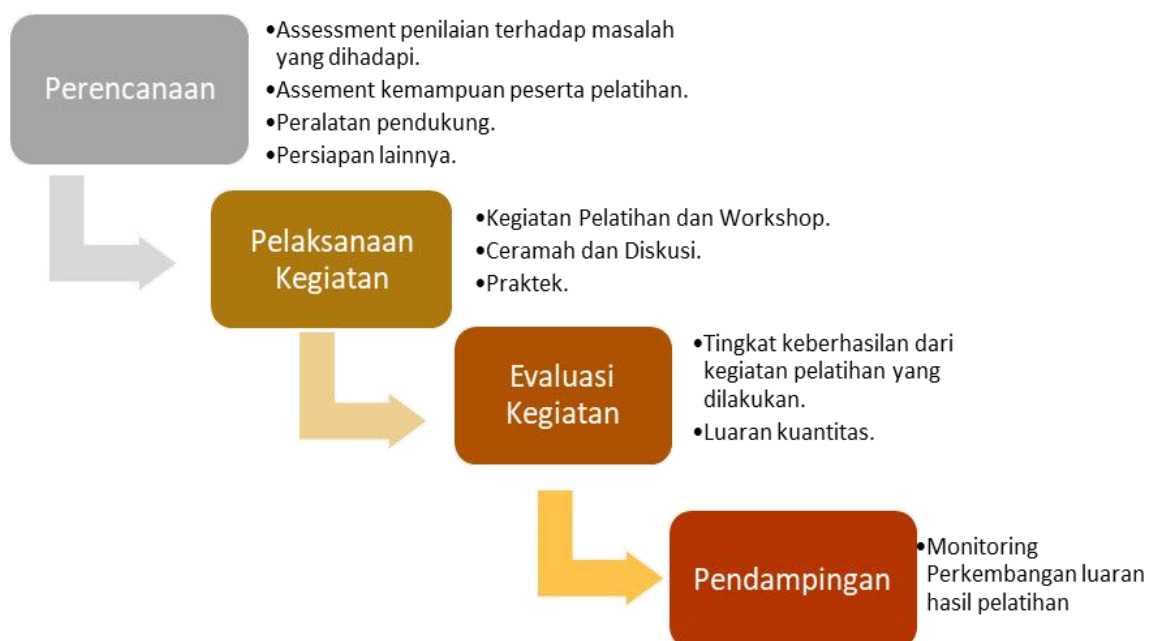 Perencanaan
•Assessment penilaian terhadap masalah
yang dihadapi.
•Assement kemampuan peserta pelatihan.
•Peralatan pendukung.
•Persiapan lainnya.
Pelaksanaan
Kegiatan
•Kegiatan Pelatihan dan Workshop.
•Ceramah dan Diskusi.
•Praktek.
Evaluasi
Kegiatan
•Tingkat keberhasilan dari
kegiatan pelatihan yang
dilakukan.
•Luaran kuantitas.
Pendampingan
•Monitoring
Perkembangan luaran
hasil pelatihan